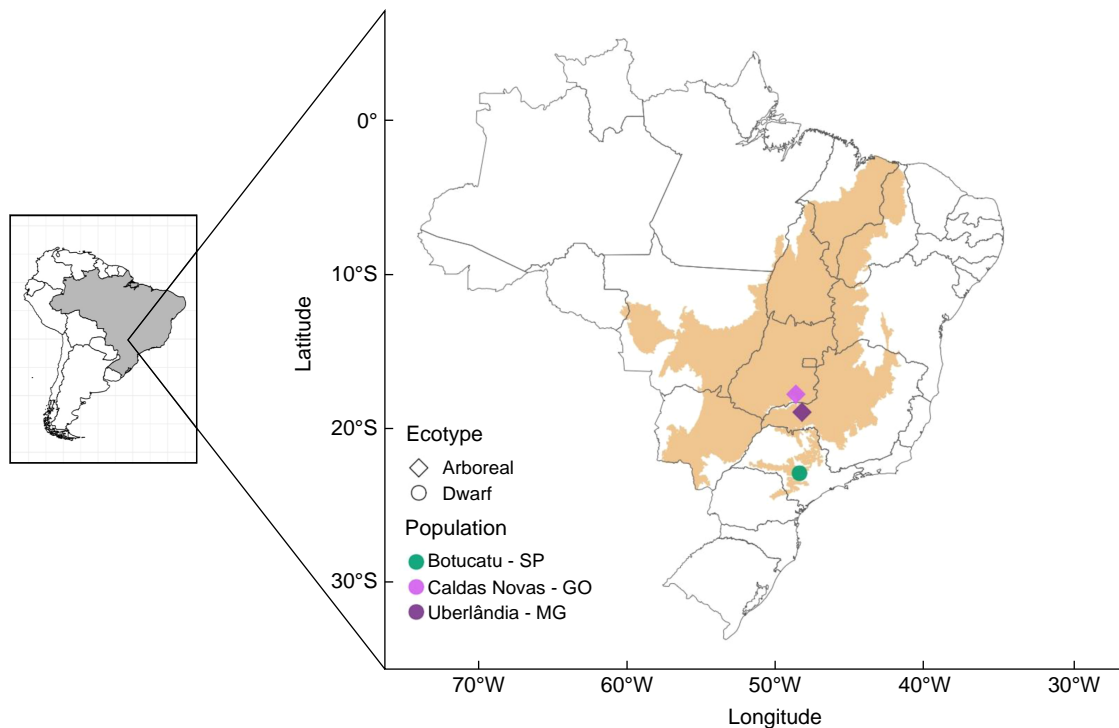 0°
10°S
20°S
30°S
Latitude
Ecotype
Arboreal
Dwarf
Population
Botucatu - SP
Caldas Novas - GO
Uberlândia - MG
70°W 60°W 50°W 40°W 30°W
Longitude